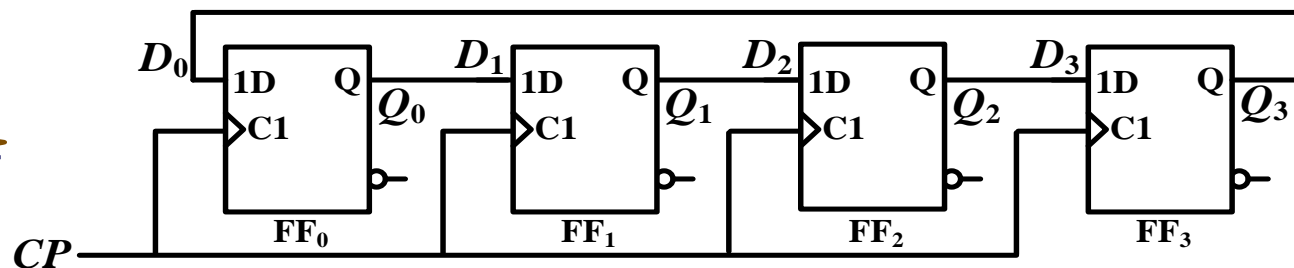 D₀ 1D Q D₁ 1D Q D₂ 1D Q D₃ 1D Q
C1 Q₀ C1 Q₁ C1 Q₂ C1 Q₃
FF₀ FF₁ FF₂ FF₃
CP